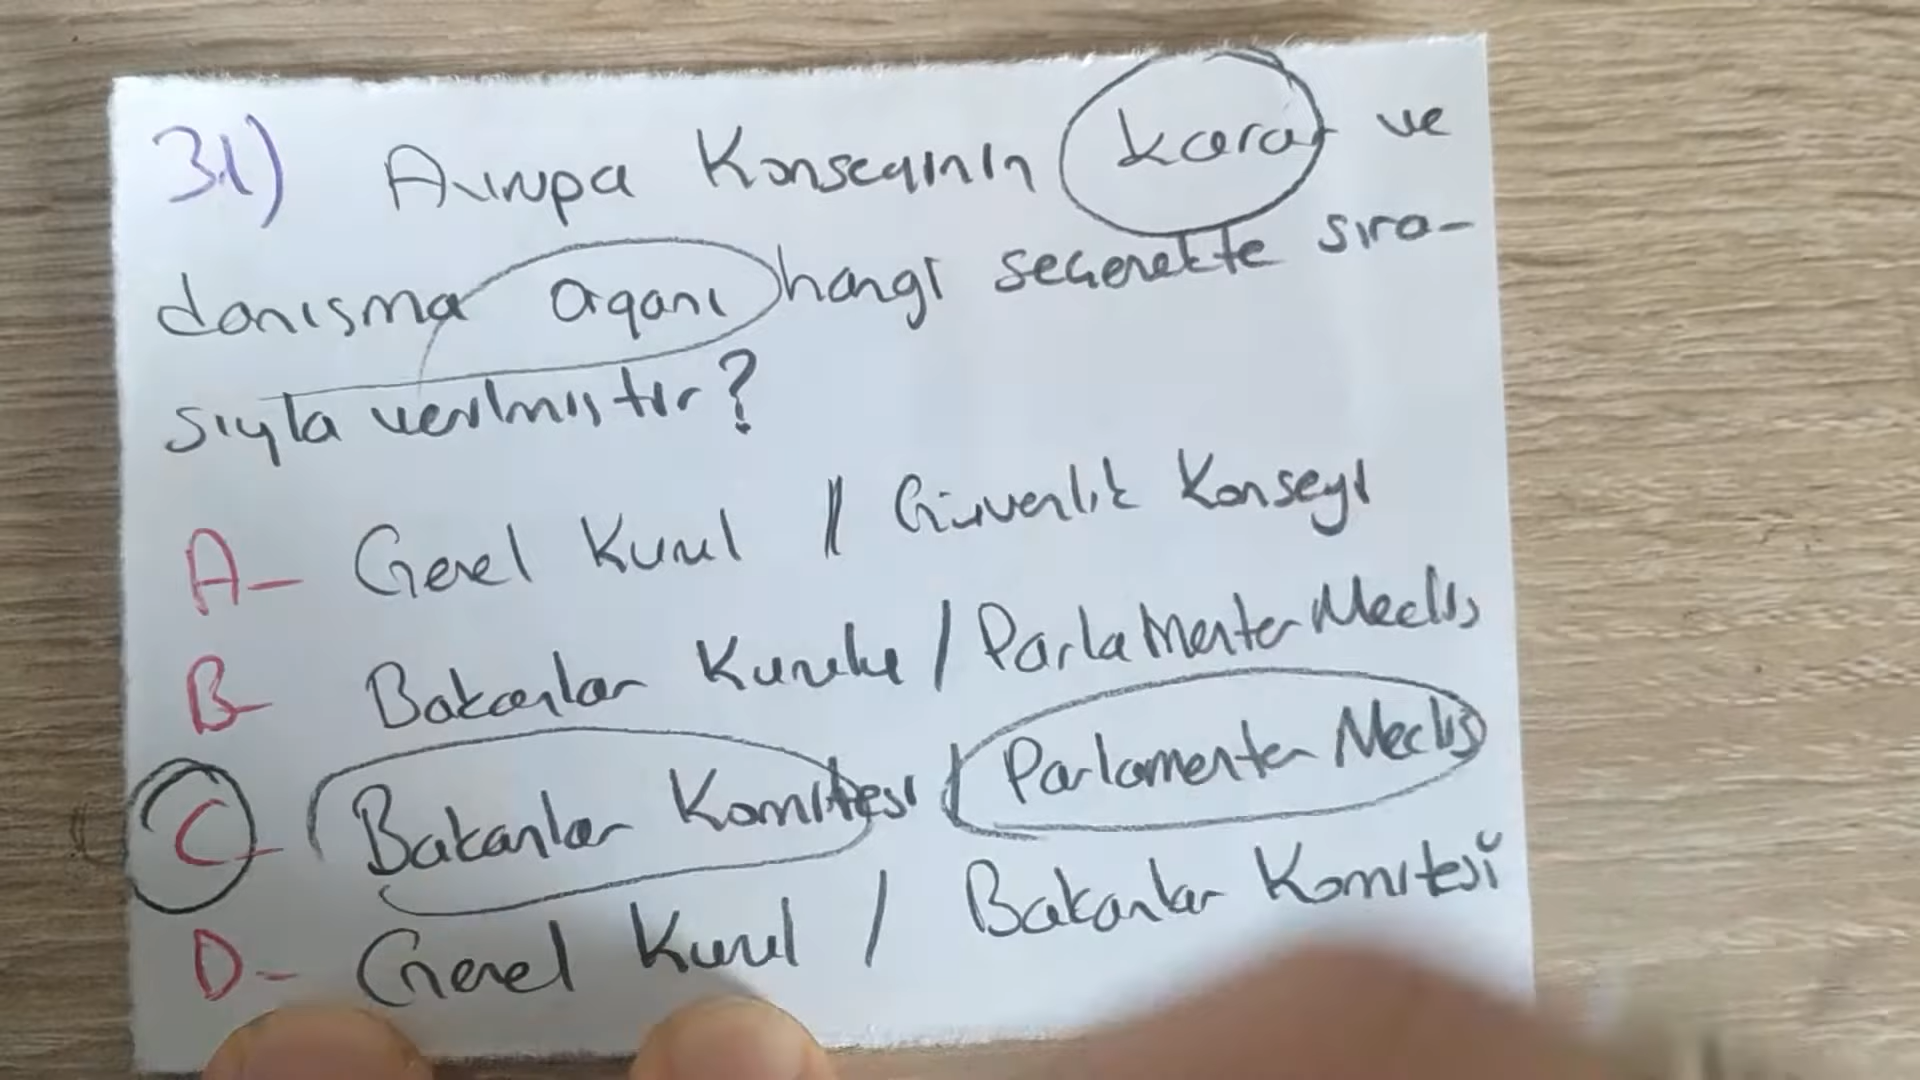 31) Avrupa Konseyinin karar ve
danışma organı hangi seçenekte sıra-
sıyla verilmiştir?
A- Genel Kurul / Güvenlik Konseyi
B- Bakanlar Kurulu / Parlamenter Meclis
C- Bakanlar Komitesi / Parlamenter Meclis
D- Genel Kurul / Bakanlar Komitesi